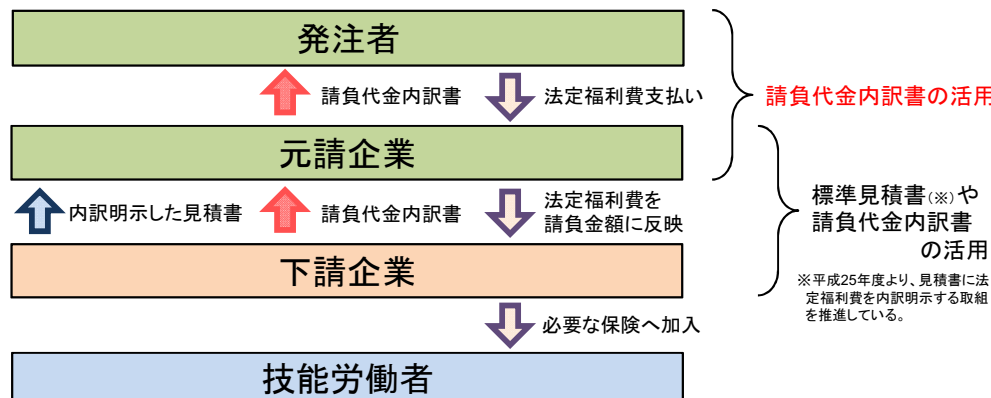 発注者
請負代金内訳書
法定福利費支払い
請負代金内訳書の活用
元請企業
内訳明示した見積書
請負代金内訳書
法定福利費を
請負金額に反映
標準見積書(※)や
請負代金内訳書
の活用
※平成25年度より、見積書に法
定福利費を内訳明示する取組
を推進している。
下請企業
必要な保険へ加入
技能労働者